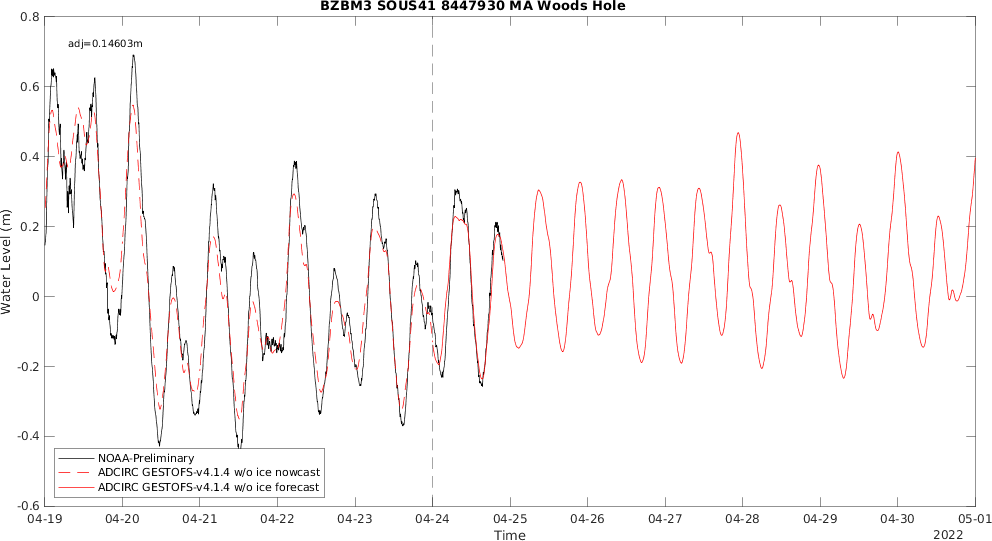 BZBM3 SOUS41 8447930 MA Woods Hole
0.8
adj=0.14603m
0.6
0.4
0.2
0
-0.2
-0.4
-0.6
Water Level (m)
NOAA-Preliminary
ADCIRC GESTOFS-v4.1.4 w/o ice nowcast
ADCIRC GESTOFS-v4.1.4 w/o ice forecast
04-19 04-20 04-21 04-22 04-23 04-24 04-25 04-26 04-27 04-28 04-29 04-30 05-01
Time
2022